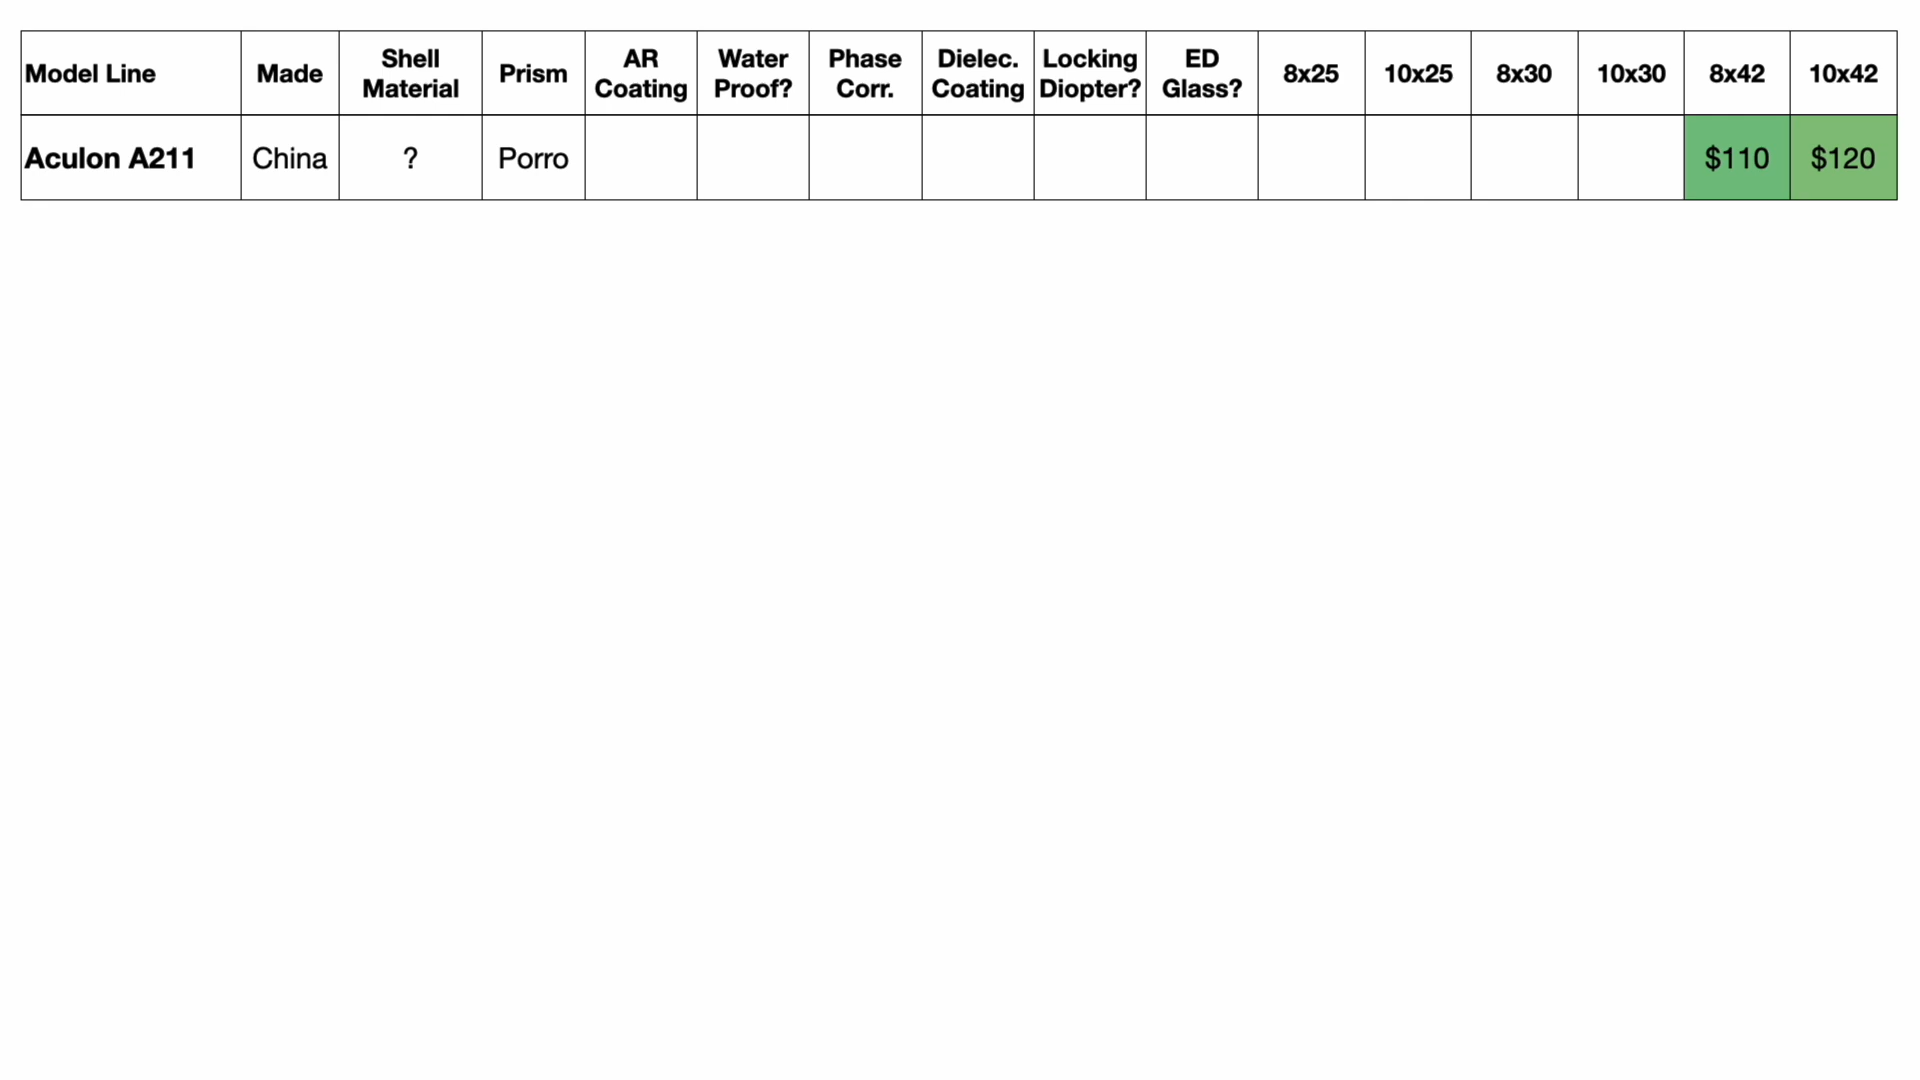 Model Line
Made
Shell
Material
Prism
AR
Coating
Water
Proof?
Phase
Corr.
Dielec.
Coating
Locking
Diopter?
ED
Glass?
8x25
10x25
8x30
10x30
8x42
10x42
Aculon A211
China
?
Porro
$110
$120